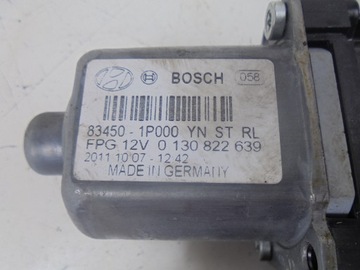 BOSCH 058
83450 - 1P000 YN ST RL
FPG 12V 0 130 822 639
2011 10 07 - 12 42
MADE IN GERMANY